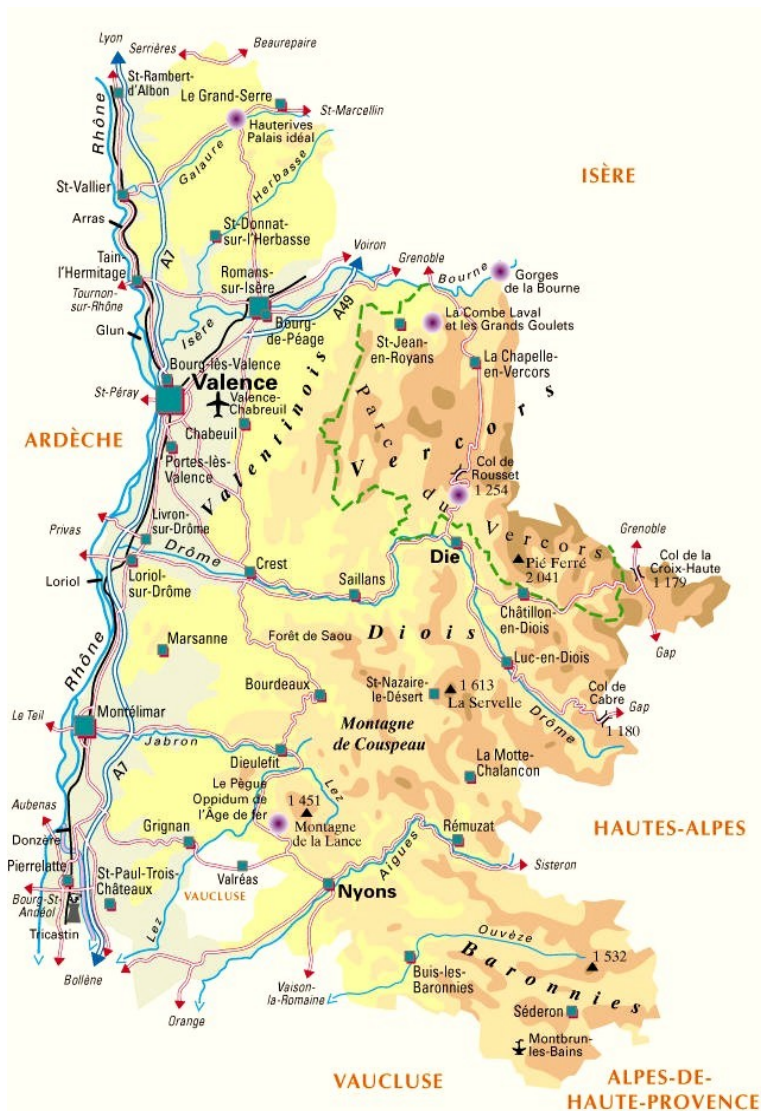 Lyon
Serrières
Beaurepaire
St-Rambert-
d'Albon
Le Grand-Serre
St-Marcellin
Rhône
Hauterives
Palais idéal
Galaure
Herbasse
ISÈRE
St-Vallier
Arras
St-Donnat-
sur-l'Herbasse
A7
Voiron
Tain-
l'Hermitage
Grenoble
Bourne
Gorges
de la Bourne
Romans-
sur-Isère
Tournon-
sur-Rhône
A49
La Combe Laval
et les Grands Goulets
Glun
Isère
Bourg-
de-Péage
St-Jean-
en-Royans
La Chapelle-
en-Vercors
Bourg-lès-Valence
Valence
St-Péray
Valence-
Chabreuil
Valentinois
Parc
du
Vercors
Vercors
ARDÈCHE
Chabeuil
Portes-lès-
Valence
Col de
Rousset
1 254
Privas
Livron-
sur-Drôme
Drôme
Die
Grenoble
Col de la
Croix-Haute
1 179
Pié Ferré
2 041
Loriol
Loriol-
sur-Drôme
Crest
Saillans
Châtillon-
en-Diois
Gap
Marsanne
Forêt de Saou
Diois
Luc-en-Diois
Rhône
Bourdeaux
St-Nazaire-
le-Désert
1 613
La Servelle
Col de
Cabre
Gap
1 180
Le Teil
Montélimar
Montagne
de Couspeau
Drôme
Jabron
Dieulefit
La Motte-
Chalancon
A7
Le Pègue
Oppidum de
l'Âge de fer
Lez
Aubenas
1 451
Montagne
de la Lance
Donzère
Grignan
Rémuzat
HAUTES-ALPES
Pierrelatte
St-Paul-Trois-
Châteaux
Valréas
Aigues
Sisteron
Bourg-St-
Andéol
VAUCLUSE
Nyons
Tricastin
Lez
Ouvèze
Bollène
Vaison-
la-Romaine
Buis-les-
Baronnies
Baronnies
1 532
Orange
Séderon
Montbrun-
les-Bains
VAUCLUSE
ALPES-DE-
HAUTE-PROVENCE